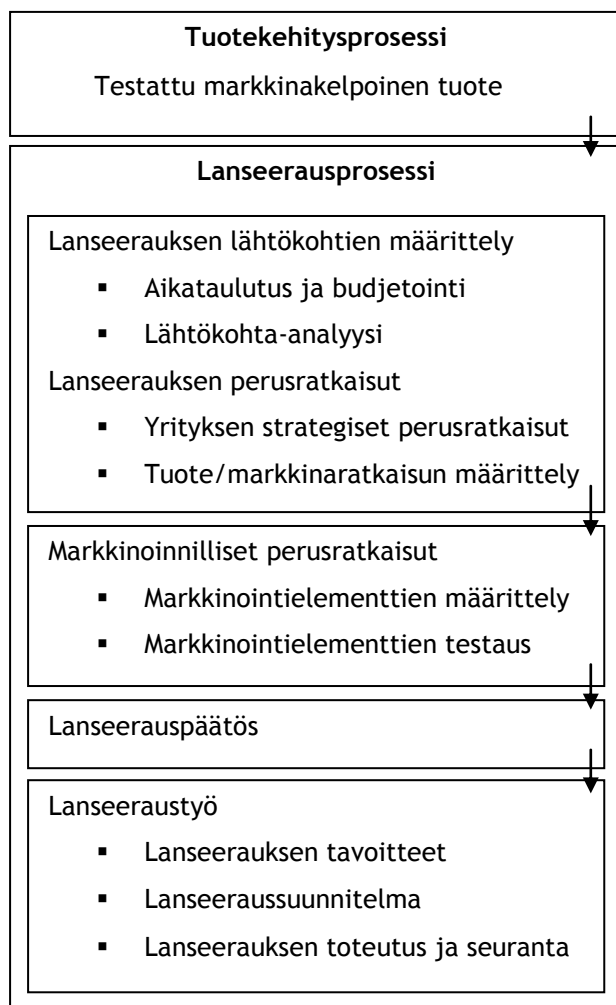 Tuotekehitysprosessi
Testattu markkinakelpoinen tuote
Lanseerausprosessi
Lanseerauksen lähtökohtien määrittely
▪ Aikataulutus ja budjetointi
▪ Lähtökohta-analyysi
Lanseerauksen perusratkaisut
▪ Yrityksen strategiset perusratkaisut
▪ Tuote/markkinaratkaisun määrittely
Markkinoinnilliset perusratkaisut
▪ Markkinointielementtien määrittely
▪ Markkinointielementtien testaus
Lanseerauspäätös
Lanseeraustyö
▪ Lanseerauksen tavoitteet
▪ Lanseeraussuunnitelma
▪ Lanseerauksen toteutus ja seuranta